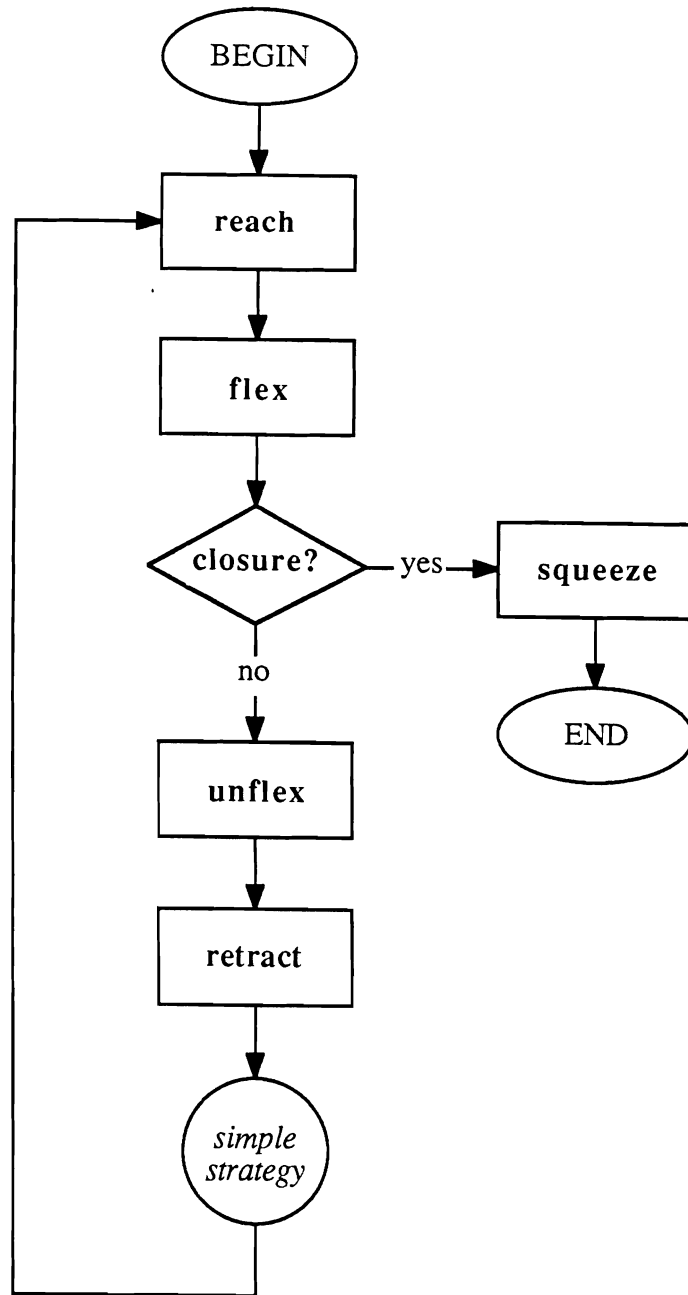 BEGIN
reach
flex
closure?
yes
squeeze
no
END
unflex
retract
simple
strategy